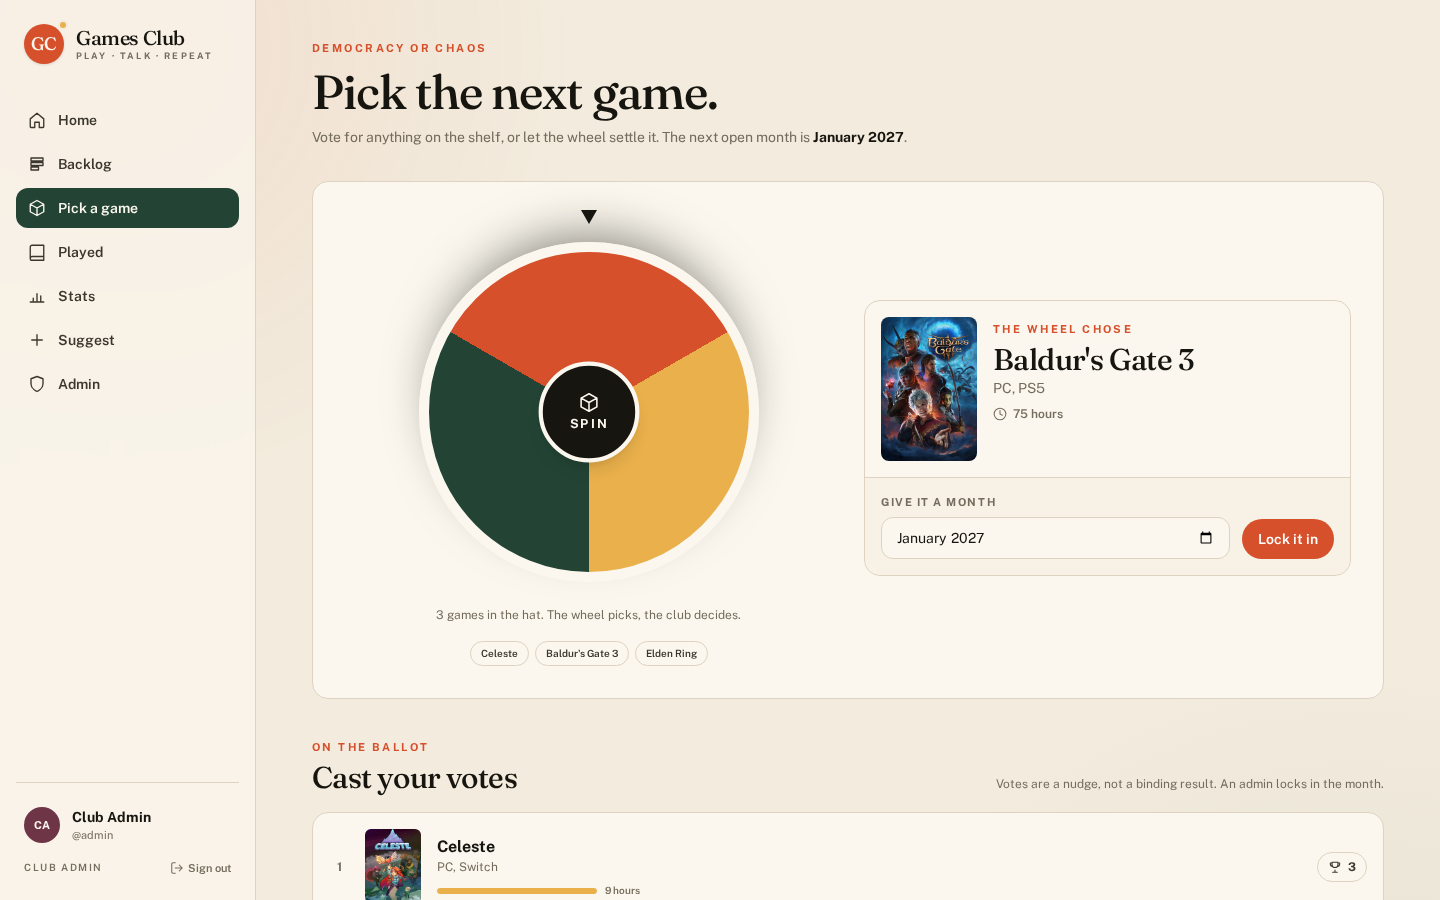 GC
Games Club
PLAY · TALK · REPEAT
Home
Backlog
Pick a game
Played
Stats
Suggest
Admin
CA
Club Admin
@admin
CLUB ADMIN
Sign out
DEMOCRACY OR CHAOS
Pick the next game.
Vote for anything on the shelf, or let the wheel settle it. The next open month is January 2027.
SPIN
3 games in the hat. The wheel picks, the club decides.
Celeste
Baldur's Gate 3
Elden Ring
Baldur's
Gate
THE WHEEL CHOSE
Baldur's Gate 3
PC, PS5
75 hours
GIVE IT A MONTH
January 2027
Lock it in
ON THE BALLOT
Cast your votes
Votes are a nudge, not a binding result. An admin locks in the month.
1
CELESTE
Celeste
PC, Switch
9 hours
3